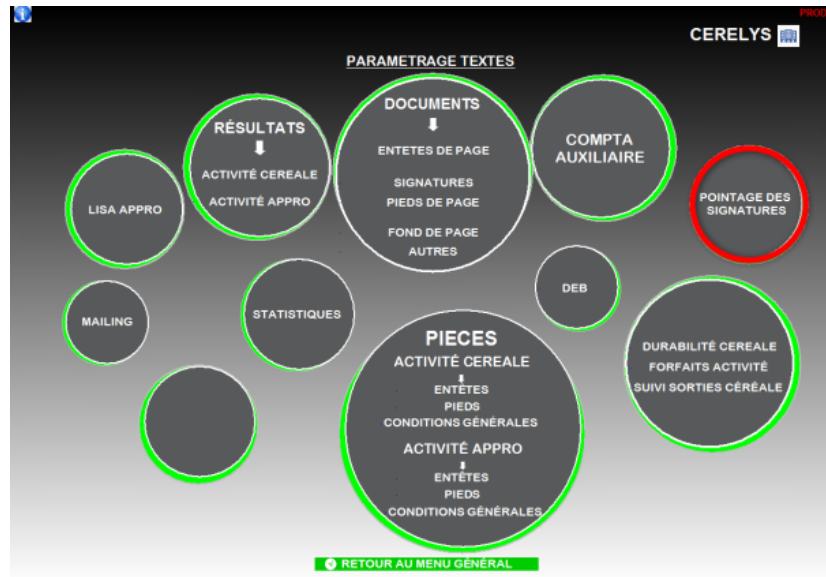 PROD
CERELYS
PARAMETRAGE TEXTES
DOCUMENTS
ENTETES DE PAGE
SIGNATURES
PIEDS DE PAGE
FOND DE PAGE
AUTRES
RÉSULTATS
ACTIVITÉ CEREALE
ACTIVITÉ APPRO
COMPTA
AUXILIAIRE
LISA APPRO
POINTAGE DES
SIGNATURES
MAILING
STATISTIQUES
DEB
PIECES
ACTIVITÉ CEREALE
ENTÊTES
PIEDS
CONDITIONS GÉNÉRALES
ACTIVITÉ APPRO
ENTÊTES
PIEDS
CONDITIONS GÉNÉRALES
DURABILITÉ CEREALE
FORFAITS ACTIVITÉ
SUIVI SORTIES CÉRÉALE
RETOUR AU MENU GÉNÉRAL